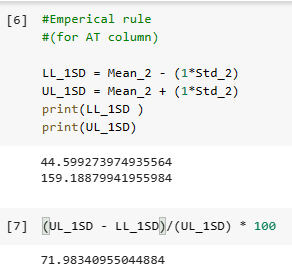 [6] #Emperical rule
#(for AT column)
LL_1SD = Mean_2 - (1*Std_2)
UL_1SD = Mean_2 + (1*Std_2)
print(LL_1SD )
print(UL_1SD)
44.599273974935564
159.18879941955984
[7] (UL_1SD - LL_1SD)/(UL_1SD) * 100
71.98340955044884